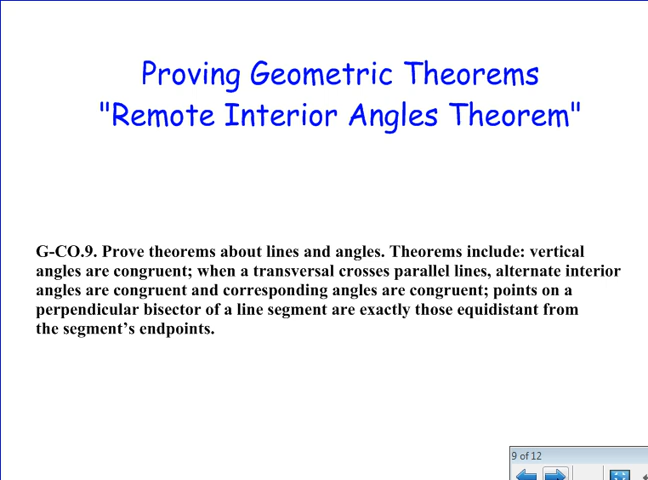 Proving Geometric Theorems
"Remote Interior Angles Theorem"
G-CO.9. Prove theorems about lines and angles. Theorems include: vertical
angles are congruent; when a transversal crosses parallel lines, alternate interior
angles are congruent and corresponding angles are congruent; points on a
perpendicular bisector of a line segment are exactly those equidistant from
the segment’s endpoints.
9 of 12